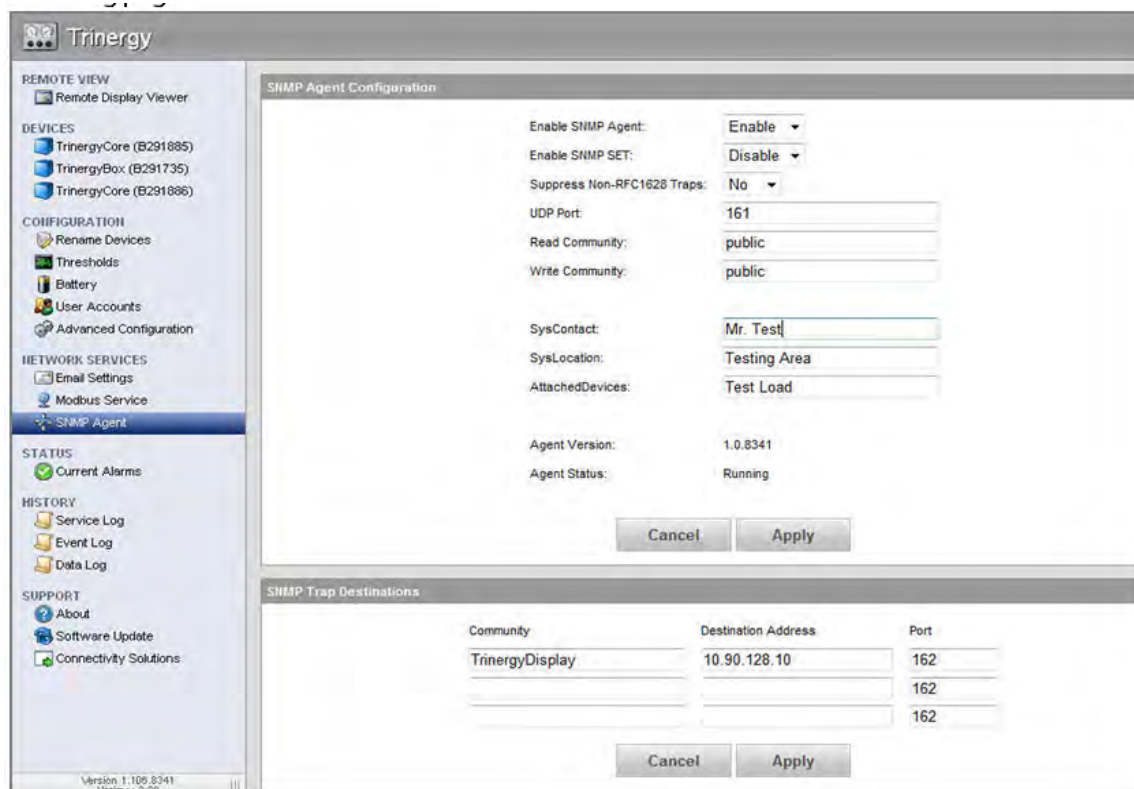 Trinergy
REMOTE VIEW
Remote Display Viewer
DEVICES
TrinergyCore (B291885)
TrinergyBox (B291735)
TrinergyCore (B291886)
CONFIGURATION
Rename Devices
Thresholds
Battery
User Accounts
Advanced Configuration
NETWORK SERVICES
Email Settings
Modbus Service
SNMP Agent
STATUS
Current Alarms
HISTORY
Service Log
Event Log
Data Log
SUPPORT
About
Software Update
Connectivity Solutions
Version 1.106.8341
SNMP Agent Configuration
Enable SNMP Agent: Enable
Enable SNMP SET: Disable
Suppress Non-RFC1628 Traps: No
UDP Port: 161
Read Community: public
Write Community: public
SysContact: Mr. Test
SysLocation: Testing Area
AttachedDevices: Test Load
Agent Version: 1.0.8341
Agent Status: Running
Cancel Apply
SNMP Trap Destinations
Community Destination Address Port
TrinergyDisplay 10.90.128.10 162
162
162
Cancel Apply